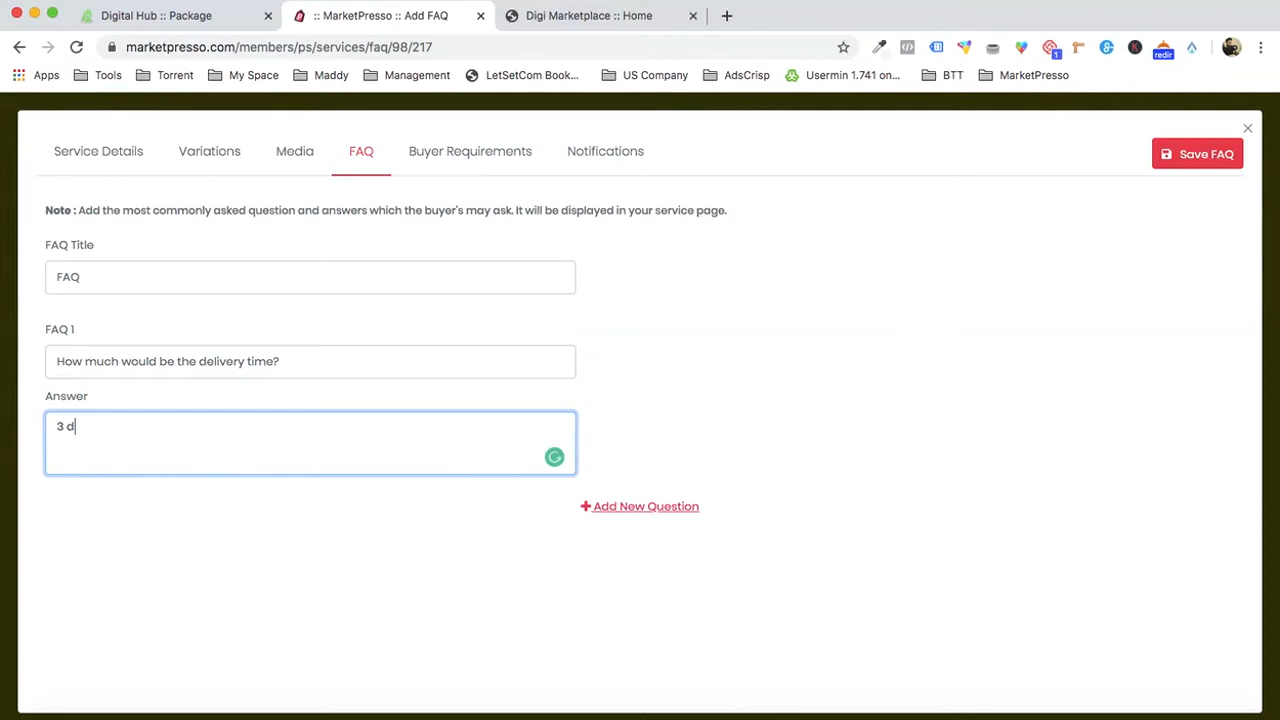 Digital Hub :: Package
:: MarketPresso :: Add FAQ
Digi Marketplace :: Home
marketpresso.com/members/ps/services/faq/98/217
1
redir
Apps
Tools
Torrent
My Space
Maddy
Management
LetSetCom Book...
US Company
AdsCrisp
Usermin 1.741 on...
BTT
MarketPresso
Service Details
Variations
Media
FAQ
Buyer Requirements
Notifications
Save FAQ
Note : Add the most commonly asked question and answers which the buyer's may ask. It will be displayed in your service page.
FAQ Title
FAQ
FAQ 1
How much would be the delivery time?
Answer
3 d
Add New Question